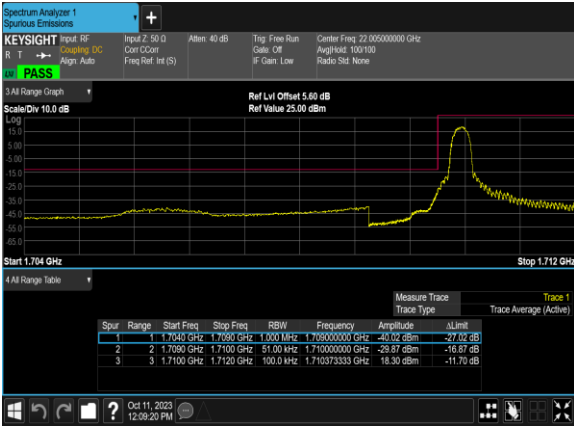 Spectrum Analyzer 1
Spurious Emissions
+
KEYSIGHT Input: RF Input Z: 50 Ω Atten: 40 dB Trig: Free Run Center Freq: 22.005000000 GHz
R T Coupling: DC Corr CCorr Gate: Off Avg|Hold: 100/100
Align: Auto Freq Ref: Int (S) IF Gain: Low Radio Std: None
PASS
3 All Range Graph
Ref Lvl Offset 5.60 dB
Scale/Div 10.0 dB Ref Value 25.00 dBm
Log
15.0
5.00
-5.00
-15.0
-25.0
-35.0
-45.0
-55.0
-65.0
Start 1.704 GHz Stop 1.712 GHz
4 All Range Table
Measure Trace Trace 1
Trace Type Trace Average (Active)
Spur Range Start Freq Stop Freq RBW Frequency Amplitude ΔLimit
1 1 1.7040 GHz 1.7090 GHz 1.000 MHz 1.709000000 GHz -40.02 dBm -27.02 dB
2 2 1.7090 GHz 1.7100 GHz 51.00 kHz 1.710000000 GHz -29.87 dBm -16.87 dB
3 3 1.7100 GHz 1.7120 GHz 100.0 kHz 1.710373333 GHz 18.30 dBm -11.70 dB
? Oct 11, 2023
12:09:20 PM